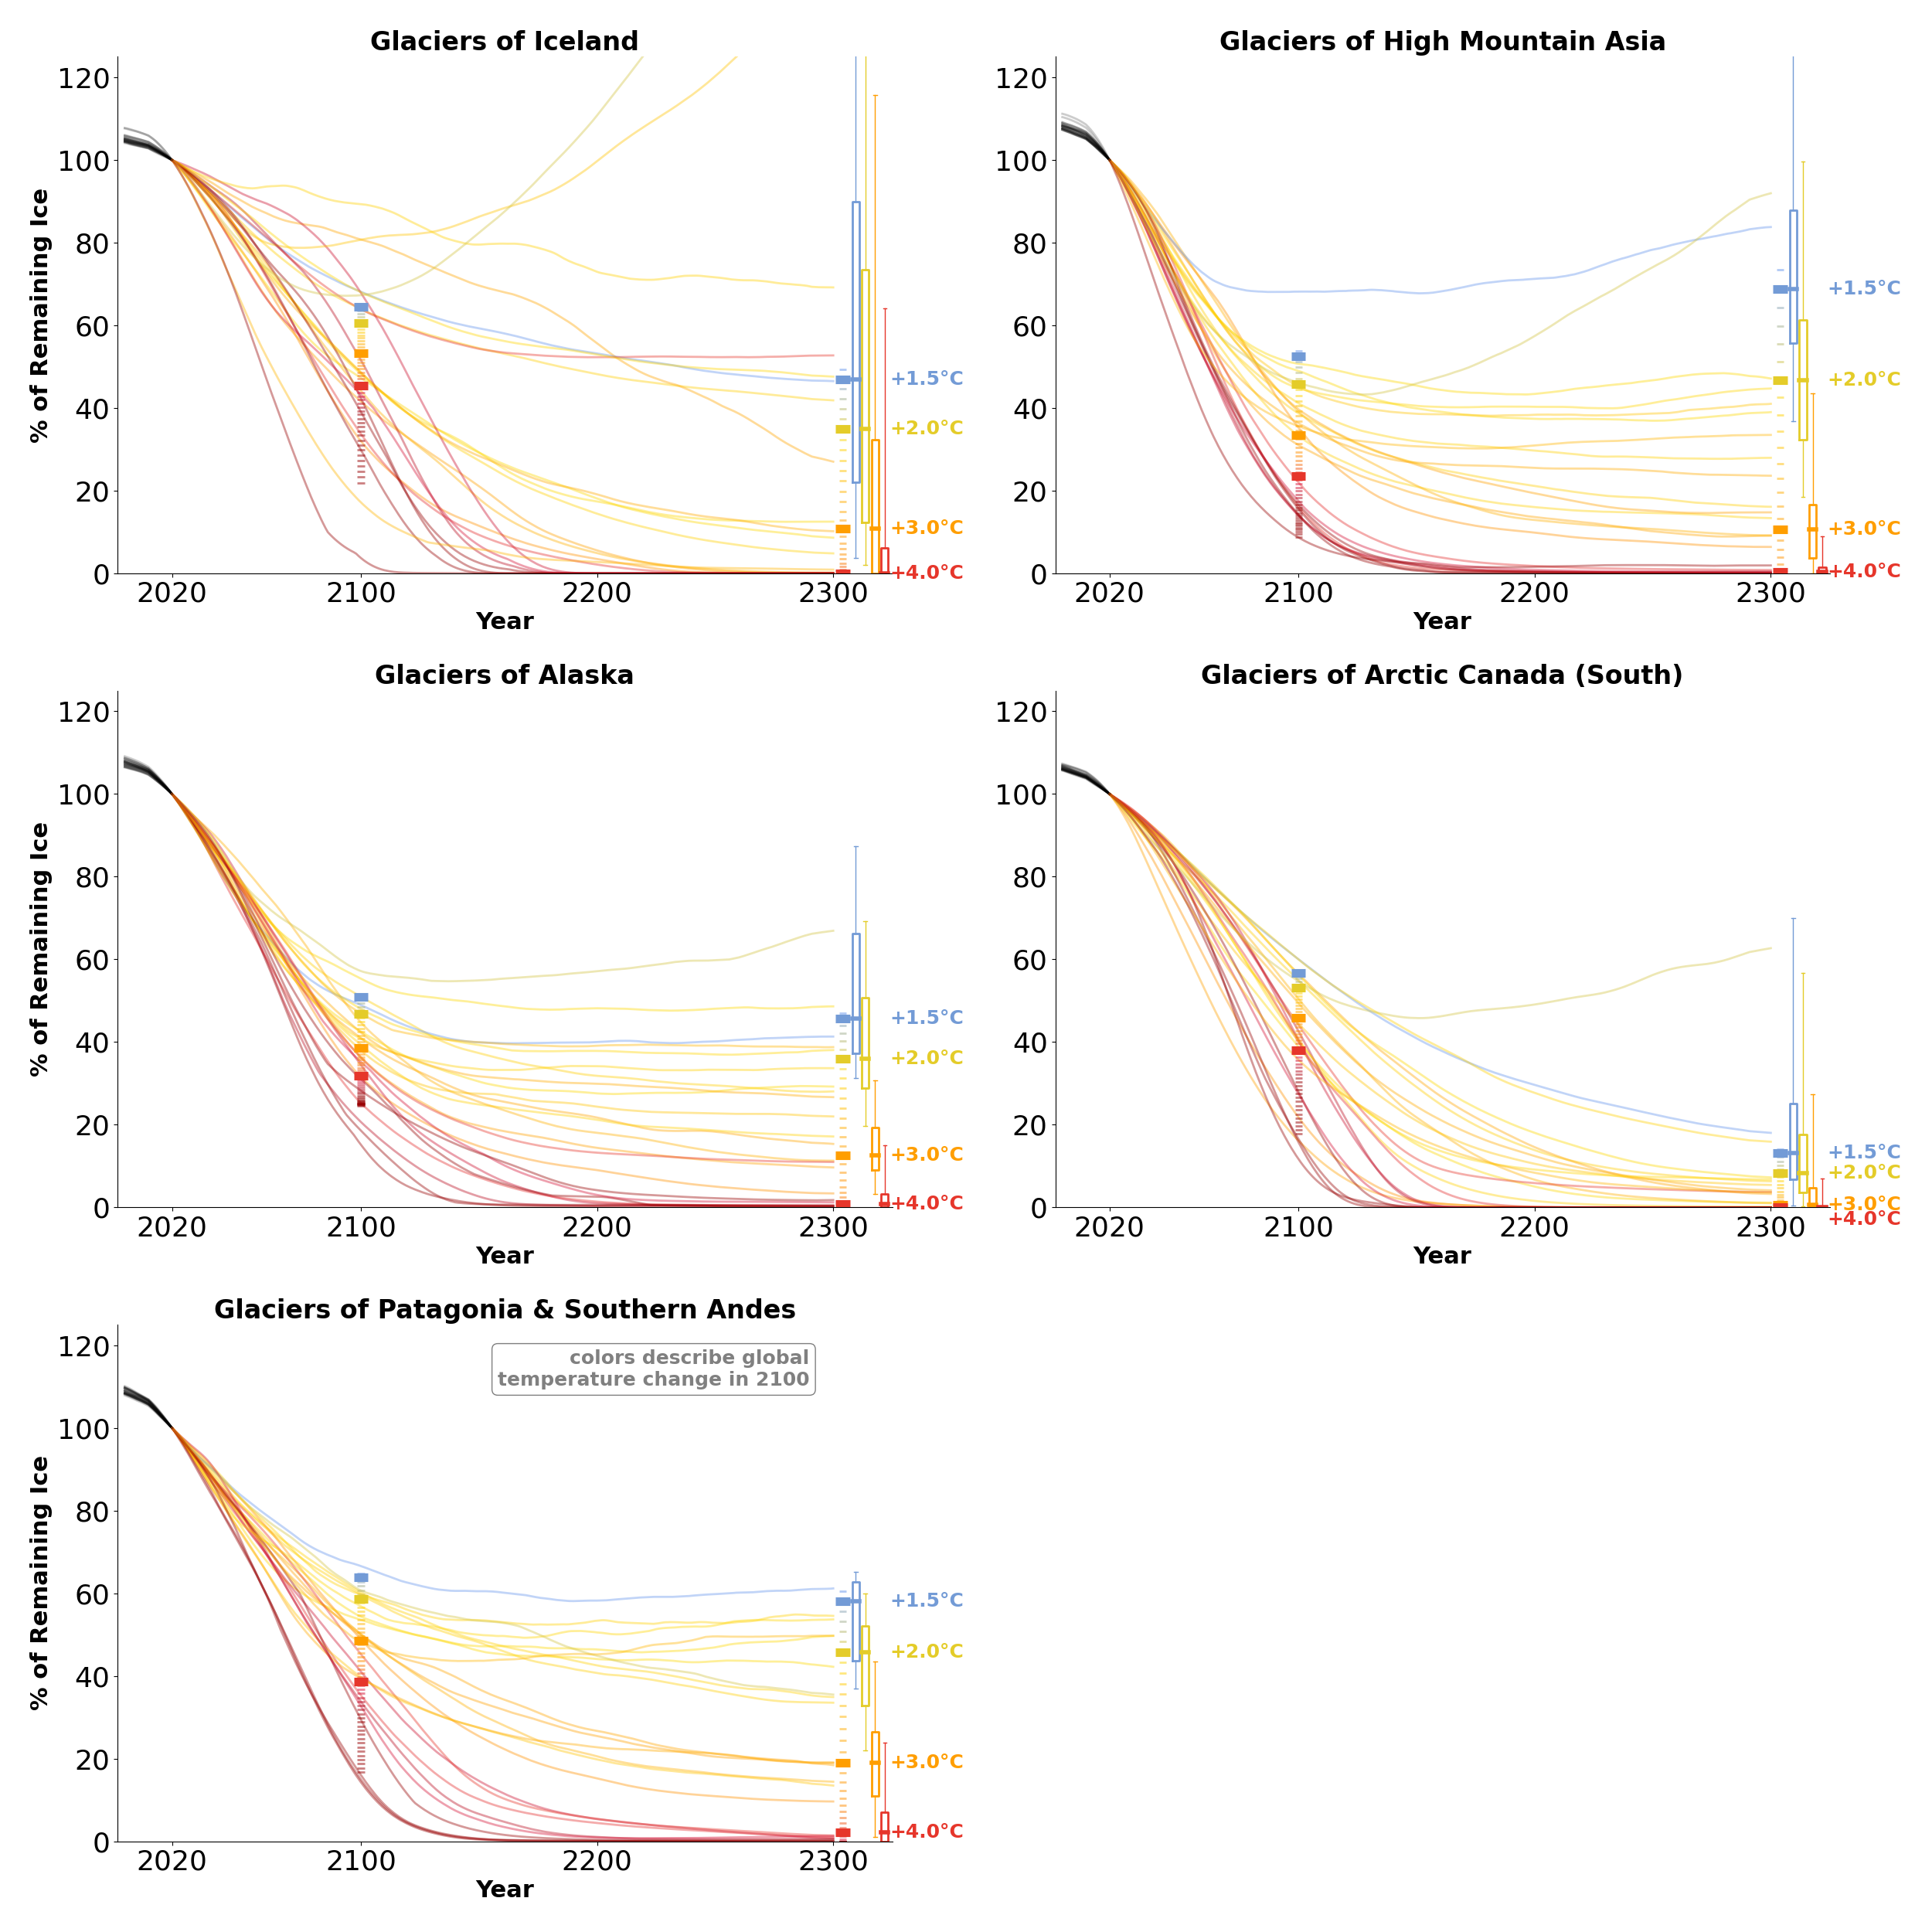 Glaciers of Iceland
% of Remaining Ice
120
100
80
60
40
20
0
2020
2100
2200
2300
Year
+1.5°C
+2.0°C
+3.0°C
+4.0°C
Glaciers of High Mountain Asia
120
100
80
60
40
20
0
2020
2100
2200
2300
Year
+1.5°C
+2.0°C
+3.0°C
+4.0°C
Glaciers of Alaska
% of Remaining Ice
120
100
80
60
40
20
0
2020
2100
2200
2300
Year
+1.5°C
+2.0°C
+3.0°C
+4.0°C
Glaciers of Arctic Canada (South)
120
100
80
60
40
20
0
2020
2100
2200
2300
Year
+1.5°C
+2.0°C
+3.0°C
+4.0°C
Glaciers of Patagonia & Southern Andes
% of Remaining Ice
120
100
80
60
40
20
0
colors describe global
temperature change in 2100
2020
2100
2200
2300
Year
+1.5°C
+2.0°C
+3.0°C
+4.0°C